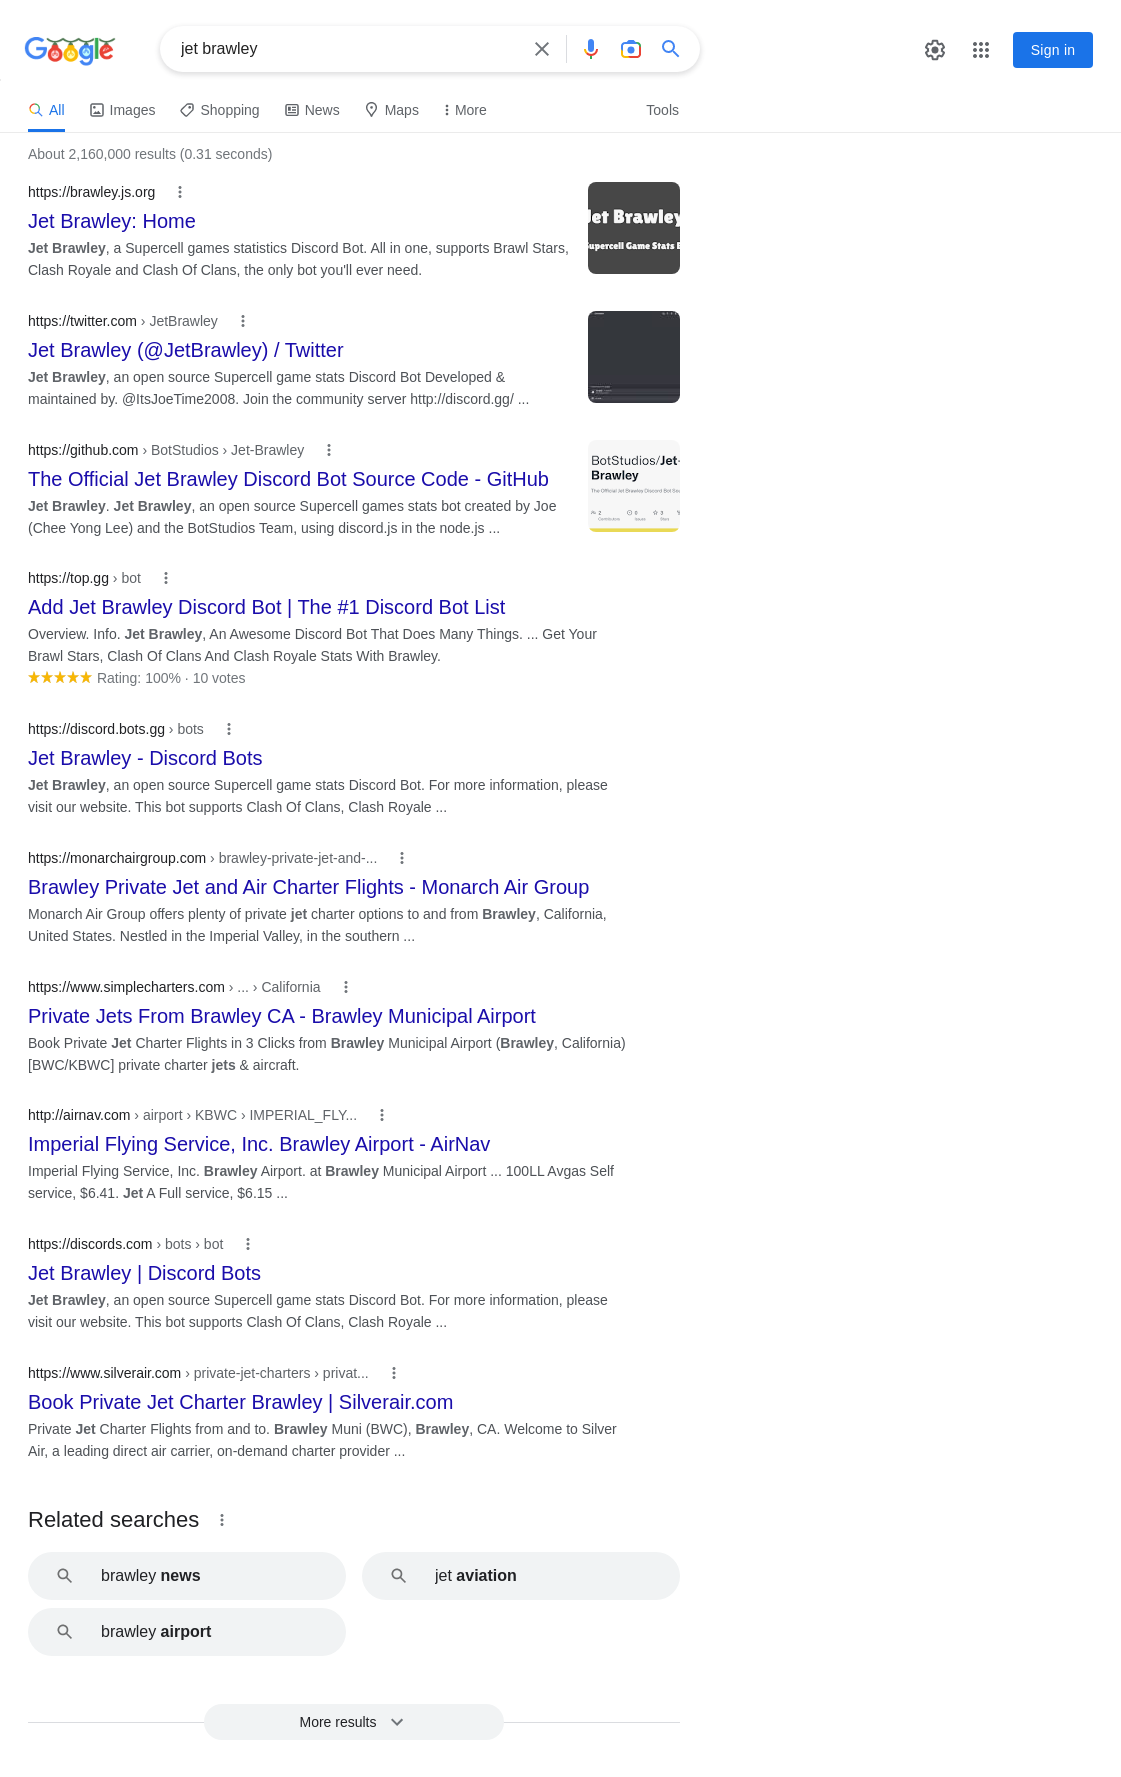 Google
jet brawley
Sign in
All
Images
Shopping
News
Maps
More
Tools
About 2,160,000 results (0.31 seconds)
https://brawley.js.org
Jet Brawley: Home
Jet Brawley, a Supercell games statistics Discord Bot. All in one, supports Brawl Stars,
Clash Royale and Clash Of Clans, the only bot you'll ever need.
Jet Brawley
Supercell Game Stats B
https://twitter.com › JetBrawley
Jet Brawley (@JetBrawley) / Twitter
Jet Brawley, an open source Supercell game stats Discord Bot Developed &
maintained by. @ItsJoeTime2008. Join the community server http://discord.gg/ ...
https://github.com › BotStudios › Jet-Brawley
The Official Jet Brawley Discord Bot Source Code - GitHub
Jet Brawley. Jet Brawley, an open source Supercell games stats bot created by Joe
(Chee Yong Lee) and the BotStudios Team, using discord.js in the node.js ...
BotStudios/Jet-
Brawley
The Official Jet Brawley Discord Bot Sou
https://top.gg › bot
Add Jet Brawley Discord Bot | The #1 Discord Bot List
Overview. Info. Jet Brawley, An Awesome Discord Bot That Does Many Things. ... Get Your
Brawl Stars, Clash Of Clans And Clash Royale Stats With Brawley.
Rating: 100% · 10 votes
https://discord.bots.gg › bots
Jet Brawley - Discord Bots
Jet Brawley, an open source Supercell game stats Discord Bot. For more information, please
visit our website. This bot supports Clash Of Clans, Clash Royale ...
https://monarchairgroup.com › brawley-private-jet-and-...
Brawley Private Jet and Air Charter Flights - Monarch Air Group
Monarch Air Group offers plenty of private jet charter options to and from Brawley, California,
United States. Nestled in the Imperial Valley, in the southern ...
https://www.simplecharters.com › ... › California
Private Jets From Brawley CA - Brawley Municipal Airport
Book Private Jet Charter Flights in 3 Clicks from Brawley Municipal Airport (Brawley, California)
[BWC/KBWC] private charter jets & aircraft.
http://airnav.com › airport › KBWC › IMPERIAL_FLY...
Imperial Flying Service, Inc. Brawley Airport - AirNav
Imperial Flying Service, Inc. Brawley Airport. at Brawley Municipal Airport ... 100LL Avgas Self
service, $6.41. Jet A Full service, $6.15 ...
https://discords.com › bots › bot
Jet Brawley | Discord Bots
Jet Brawley, an open source Supercell game stats Discord Bot. For more information, please
visit our website. This bot supports Clash Of Clans, Clash Royale ...
https://www.silverair.com › private-jet-charters › privat...
Book Private Jet Charter Brawley | Silverair.com
Private Jet Charter Flights from and to. Brawley Muni (BWC), Brawley, CA. Welcome to Silver
Air, a leading direct air carrier, on-demand charter provider ...
Related searches
brawley news
jet aviation
brawley airport
More results